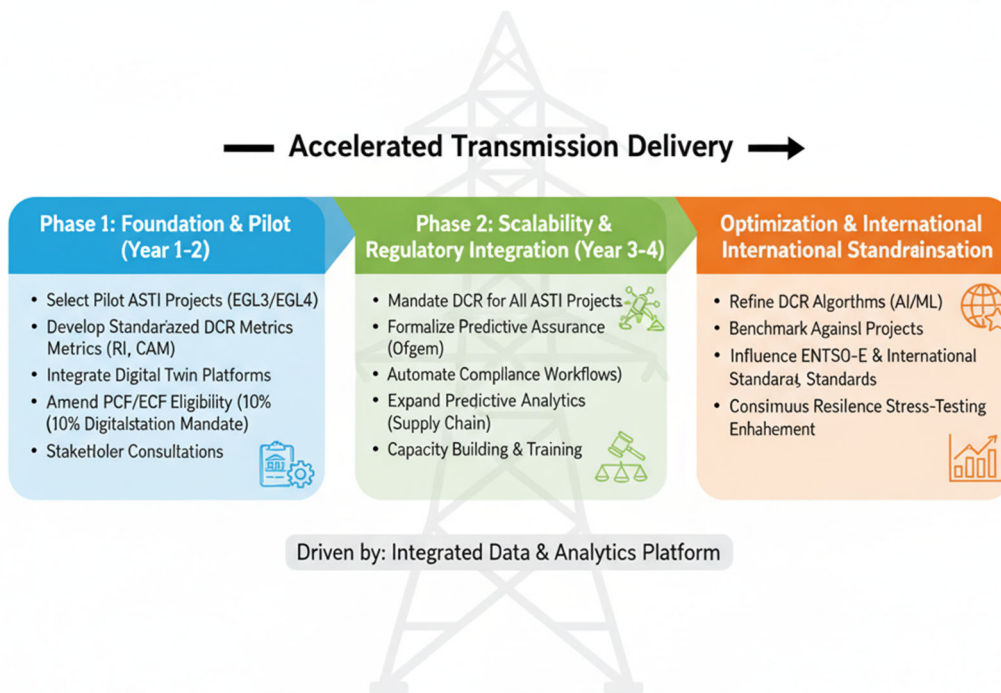 Accelerated Transmission Delivery
Phase 1: Foundation & Pilot
(Year 1-2)
• Select Pilot ASTI Projects (EGL3/EGL4)
• Develop Standarazed DCR Metrics
Metrics (RI, CAM)
• Integrate Digital Twin Platforms
• Amend PCF/ECF Eligibility (10%
(10% Digitalstation Mandate)
• StakeHoler Consultations
Phase 2: Scalability &
Regulatory Integration (Year 3-4)
• Mandate DCR for All ASTI Projects
• Formalize Predictive Assurance
(Ofgem)
• Automate Compliance Workflows)
• Expand Predictive Analytics
(Supply Chain)
• Capacity Building & Training
Optimization & International
International Standrainsation
• Refine DCR Algorithms (AI/ML)
• Benchmark Against Projects
• Influence ENTSO-E & International
Standarat, Standards
• Consimuus Resilence Stress-Testing
Enhahement
Driven by: Integrated Data & Analytics Platform